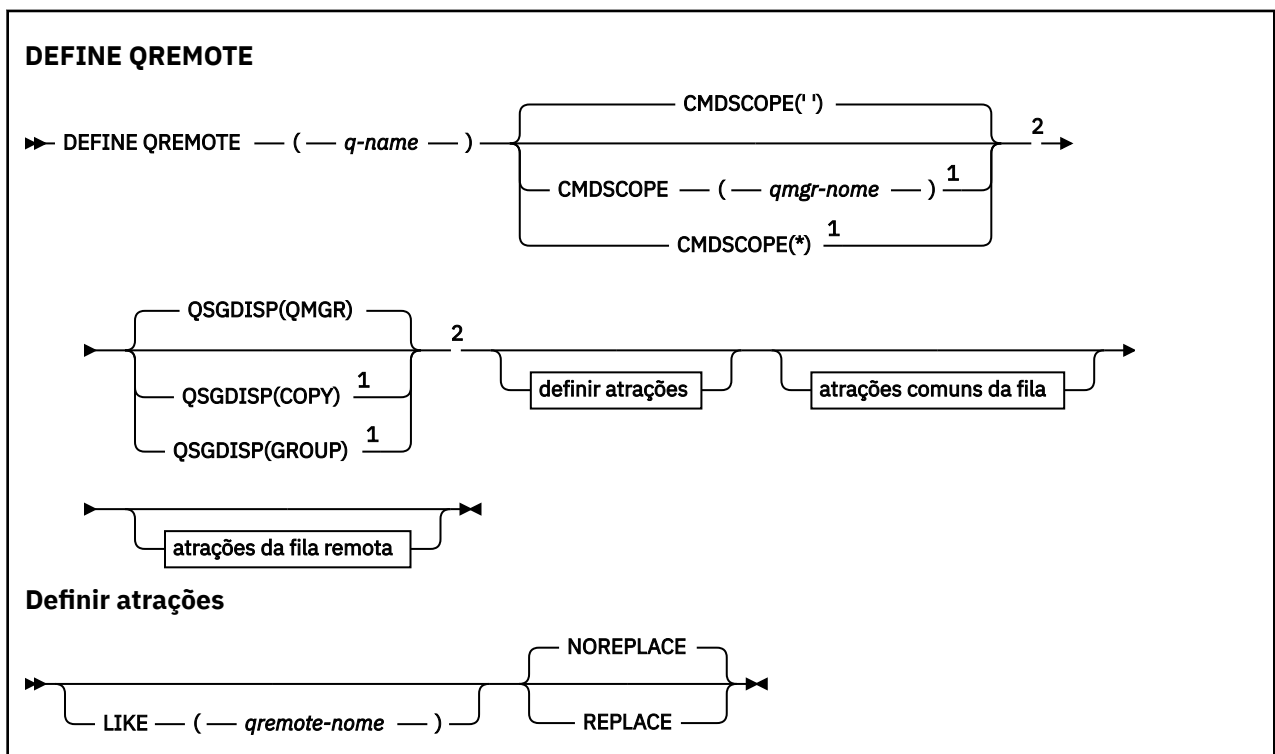 DEFINE QREMOTE
CMDSCOPE(' ')
DEFINE QREMOTE ( q-name ) 2
CMDSCOPE ( qmgr-nome ) 1
CMDSCOPE(*) 1
QSGDISP(QMGR)
2
QSGDISP(COPY) 1
definir atrações atrações comuns da fila
QSGDISP(GROUP) 1
atrações da fila remota
Definir atrações
NOREPLACE
LIKE ( qremote-nome ) REPLACE